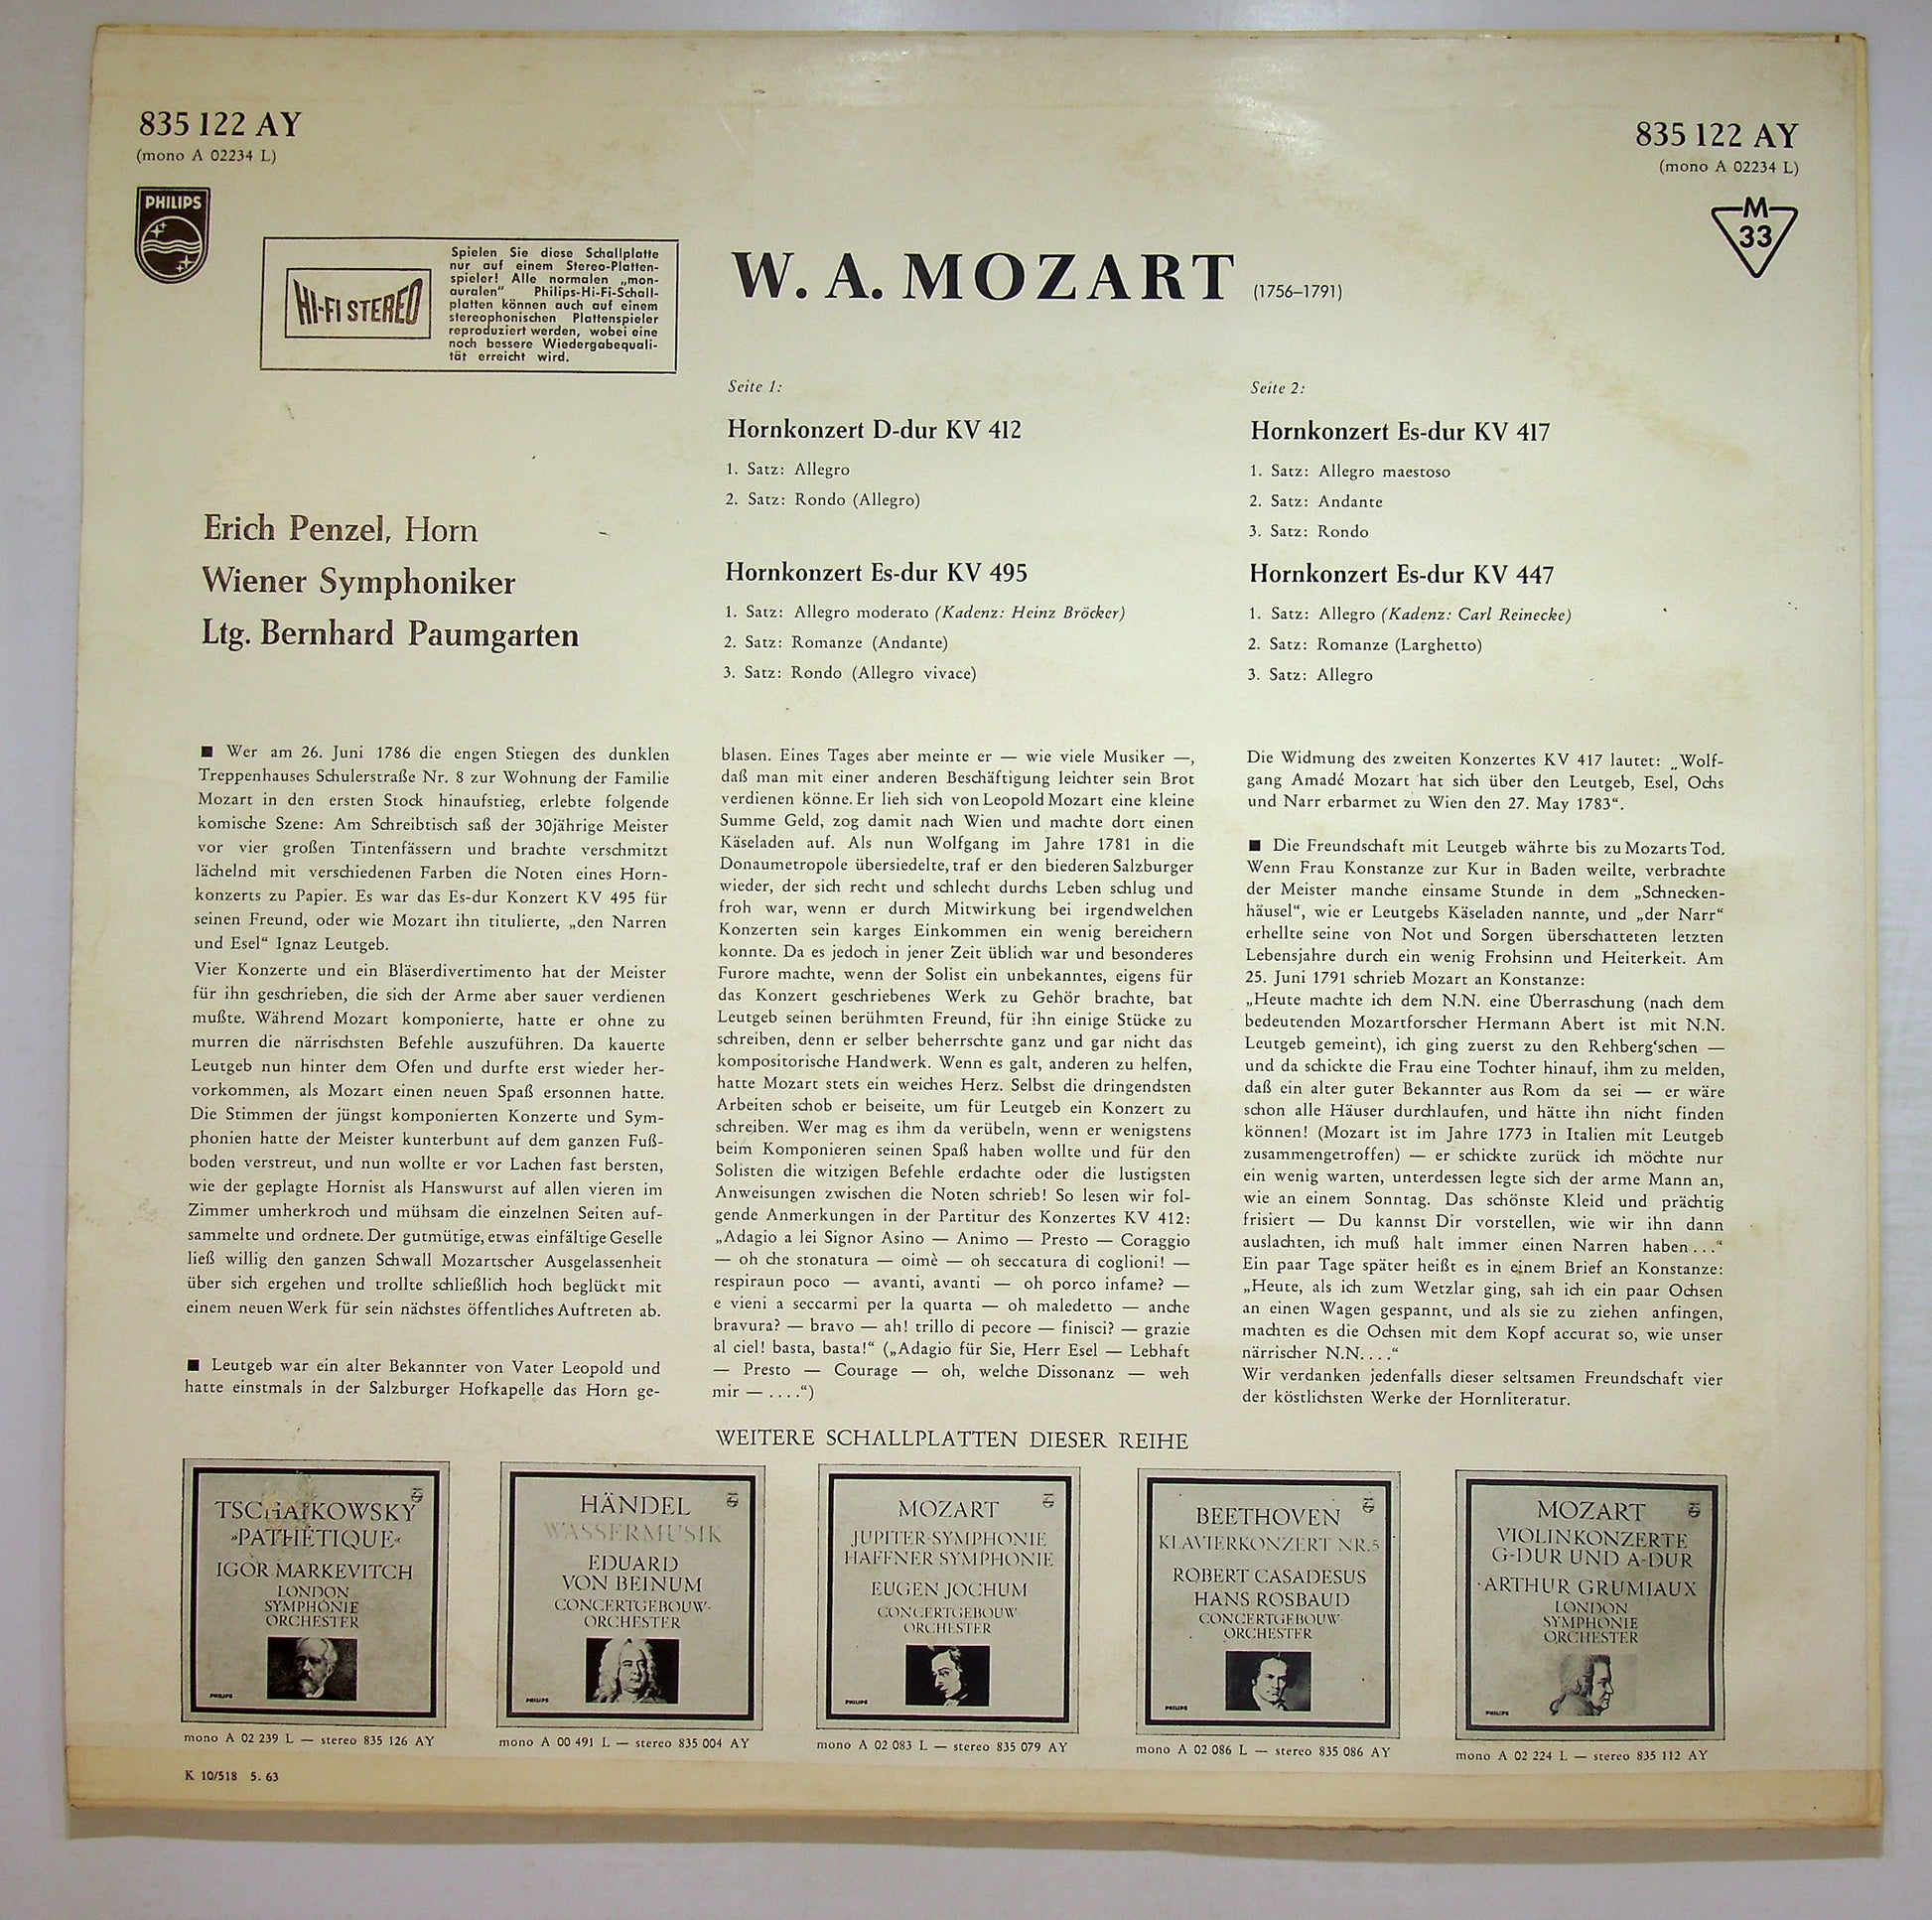 835 122 AY
(mono A 02234 L)
835 122 AY
(mono A 02234 L)
PHILIPS
M
33
HI-FI STEREO
Spielen Sie diese Schallplatte
nur auf einem Stereo-Platten-
spieler! Alle normalen „mon-
auralen“ Philips-Hi-Fi-Schall-
platten können auch auf einem
stereophonischen Plattenspieler
reproduziert werden, wobei eine
noch bessere Wiedergabequali-
tät erreicht wird.
W. A. MOZART (1756–1791)
Erich Penzel, Horn
Wiener Symphoniker
Ltg. Bernhard Paumgarten
Seite 1:
Hornkonzert D-dur KV 412
1. Satz: Allegro
2. Satz: Rondo (Allegro)
Hornkonzert Es-dur KV 495
1. Satz: Allegro moderato (Kadenz: Heinz Bröcker)
2. Satz: Romanze (Andante)
3. Satz: Rondo (Allegro vivace)
Seite 2:
Hornkonzert Es-dur KV 417
1. Satz: Allegro maestoso
2. Satz: Andante
3. Satz: Rondo
Hornkonzert Es-dur KV 447
1. Satz: Allegro (Kadenz: Carl Reinecke)
2. Satz: Romanze (Larghetto)
3. Satz: Allegro
■ Wer am 26. Juni 1786 die engen Stiegen des dunklen
Treppenhauses Schulerstraße Nr. 8 zur Wohnung der Familie
Mozart in den ersten Stock hinaufstieg, erlebte folgende
komische Szene: Am Schreibtisch saß der 30jährige Meister
vor vier großen Tintenfässern und brachte verschmitzt
lächelnd mit verschiedenen Farben die Noten eines Horn-
konzerts zu Papier. Es war das Es-dur Konzert KV 495 für
seinen Freund, oder wie Mozart ihn titulierte, „den Narren
und Esel“ Ignaz Leutgeb.
Vier Konzerte und ein Bläserdivertimento hat der Meister
für ihn geschrieben, die sich der Arme aber sauer verdienen
mußte. Während Mozart komponierte, hatte er ohne zu
murren die närrischsten Befehle auszuführen. Da kauerte
Leutgeb nun hinter dem Ofen und durfte erst wieder her-
vorkommen, als Mozart einen neuen Spaß ersonnen hatte.
Die Stimmen der jüngst komponierten Konzerte und Sym-
phonien hatte der Meister kunterbunt auf dem ganzen Fuß-
boden verstreut, und nun wollte er vor Lachen fast bersten,
wie der geplagte Hornist als Hanswurst auf allen vieren im
Zimmer umherkroch und mühsam die einzelnen Seiten auf-
sammelte und ordnete. Der gutmütige, etwas einfältige Geselle
ließ willig den ganzen Schwall Mozartscher Ausgelassenheit
über sich ergehen und trollte schließlich hoch beglückt mit
einem neuen Werk für sein nächstes öffentliches Auftreten ab.
■ Leutgeb war ein alter Bekannter von Vater Leopold und
hatte einstmals in der Salzburger Hofkapelle das Horn ge-
blasen. Eines Tages aber meinte er — wie viele Musiker —,
daß man mit einer anderen Beschäftigung leichter sein Brot
verdienen könne. Er lieh sich von Leopold Mozart eine kleine
Summe Geld, zog damit nach Wien und machte dort einen
Käseladen auf. Als nun Wolfgang im Jahre 1781 in die
Donaumetropole übersiedelte, traf er den biederen Salzburger
wieder, der sich recht und schlecht durchs Leben schlug und
froh war, wenn er durch Mitwirkung bei irgendwelchen
Konzerten sein karges Einkommen ein wenig bereichern
konnte. Da es jedoch in jener Zeit üblich war und besonderes
Furore machte, wenn der Solist ein unbekanntes, eigens für
das Konzert geschriebenes Werk zu Gehör brachte, bat
Leutgeb seinen berühmten Freund, für ihn einige Stücke zu
schreiben, denn er selber beherrschte ganz und gar nicht das
kompositorische Handwerk. Wenn es galt, anderen zu helfen,
hatte Mozart stets ein weiches Herz. Selbst die dringendsten
Arbeiten schob er beiseite, um für Leutgeb ein Konzert zu
schreiben. Wer mag es ihm da verübeln, wenn er wenigstens
beim Komponieren seinen Spaß haben wollte und für den
Solisten die witzigen Befehle erdachte oder die lustigsten
Anweisungen zwischen die Noten schrieb! So lesen wir fol-
gende Anmerkungen in der Partitur des Konzertes KV 412:
„Adagio a lei Signor Asino — Animo — Presto — Coraggio
— oh che stonatura — oimè — oh seccatura di coglioni! —
respiraun poco — avanti, avanti — oh porco infame? —
e vieni a seccarmi per la quarta — oh maledetto — anche
bravura? — bravo — ah! trillo di pecore — finisci? — grazie
al ciel! basta, basta!“ („Adagio für Sie, Herr Esel — Lebhaft
— Presto — Courage — oh, welche Dissonanz — weh
mir — . . . .“)
Die Widmung des zweiten Konzertes KV 417 lautet: „Wolf-
gang Amadé Mozart hat sich über den Leutgeb, Esel, Ochs
und Narr erbarmet zu Wien den 27. May 1783“.
■ Die Freundschaft mit Leutgeb währte bis zu Mozarts Tod.
Wenn Frau Konstanze zur Kur in Baden weilte, verbrachte
der Meister manche einsame Stunde in dem „Schnecken-
häusel“, wie er Leutgebs Käseladen nannte, und „der Narr“
erhellte seine von Not und Sorgen überschatteten letzten
Lebensjahre durch ein wenig Frohsinn und Heiterkeit. Am
25. Juni 1791 schrieb Mozart an Konstanze:
„Heute machte ich dem N.N. eine Überraschung (nach dem
bedeutenden Mozartforscher Hermann Abert ist mit N.N.
Leutgeb gemeint), ich ging zuerst zu den Rehberg‘schen —
und da schickte die Frau eine Tochter hinauf, ihm zu melden,
daß ein alter guter Bekannter aus Rom da sei — er wäre
schon alle Häuser durchlaufen, und hätte ihn nicht finden
können! (Mozart ist im Jahre 1773 in Italien mit Leutgeb
zusammengetroffen) — er schickte zurück ich möchte nur
ein wenig warten, unterdessen legte sich der arme Mann an,
wie an einem Sonntag. Das schönste Kleid und prächtig
frisiert — Du kannst Dir vorstellen, wie wir ihn dann
auslachten, ich muß halt immer einen Narren haben . . .“
Ein paar Tage später heißt es in einem Brief an Konstanze:
„Heute, als ich zum Wetzlar ging, sah ich ein paar Ochsen
an einen Wagen gespannt, und als sie zu ziehen anfingen,
machten es die Ochsen mit dem Kopf accurat so, wie unser
närrischer N.N. . . .“
Wir verdanken jedenfalls dieser seltsamen Freundschaft vier
der köstlichsten Werke der Hornliteratur.
WEITERE SCHALLPLATTEN DIESER REIHE
TSCHAIKOWSKY
»PATHÉTIQUE«
IGOR MARKEVITCH
LONDON
SYMPHONIE
ORCHESTER
PHILIPS
mono A 02 239 L — stereo 835 126 AY
HÄNDEL
WASSERMUSIK
EDUARD
VON BEINUM
CONCERTGEBOUW-
ORCHESTER
PHILIPS
mono A 00 491 L — stereo 835 004 AY
MOZART
JUPITER-SYMPHONIE
HAFFNER-SYMPHONIE
EUGEN JOCHUM
CONCERTGEBOUW
ORCHESTER
PHILIPS
mono A 02 083 L — stereo 835 079 AY
BEETHOVEN
KLAVIERKONZERT NR.5
ROBERT CASADESUS
HANS ROSBAUD
CONCERTGEBOUW-
ORCHESTER
PHILIPS
mono A 02 086 L — stereo 835 086 AY
MOZART
VIOLINKONZERTE
G-DUR UND A-DUR
ARTHUR GRUMIAUX
LONDON
SYMPHONIE
ORCHESTER
PHILIPS
mono A 02 224 L — stereo 835 112 AY
K 10/518 5. 63